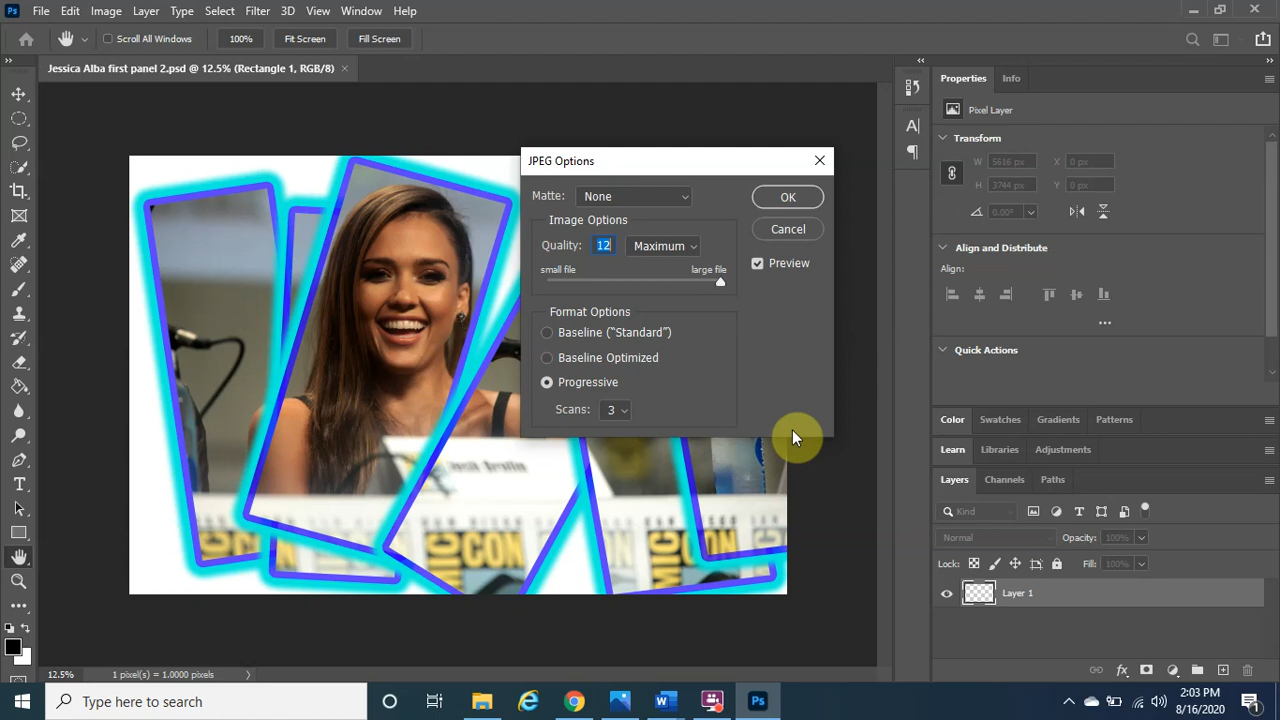 Ps File Edit Image Layer Type Select Filter 3D View Window Help
Scroll All Windows 100% Fit Screen Fill Screen
Jessica Alba first panel 2.psd @ 12.5% (Rectangle 1, RGB/8) ×
JPEG Options
Matte: None
OK
Image Options
Quality: 12 Maximum
Cancel
small file large file
Preview
Format Options
Baseline (“Standard”)
Baseline Optimized
Progressive
Scans: 3
COMIC CON
COMIC CON
Properties Info
Pixel Layer
Transform
W 5616 px X 0 px
H 3744 px Y 0 px
0.00°
Align and Distribute
Align:
Quick Actions
Color Swatches Gradients Patterns
Learn Libraries Adjustments
Layers Channels Paths
Kind
Normal Opacity: 100%
Lock: Fill: 100%
Layer 1
12.5% 1 pixel(s) = 1.0000 pixels
Type here to search
2:03 PM
8/16/2020